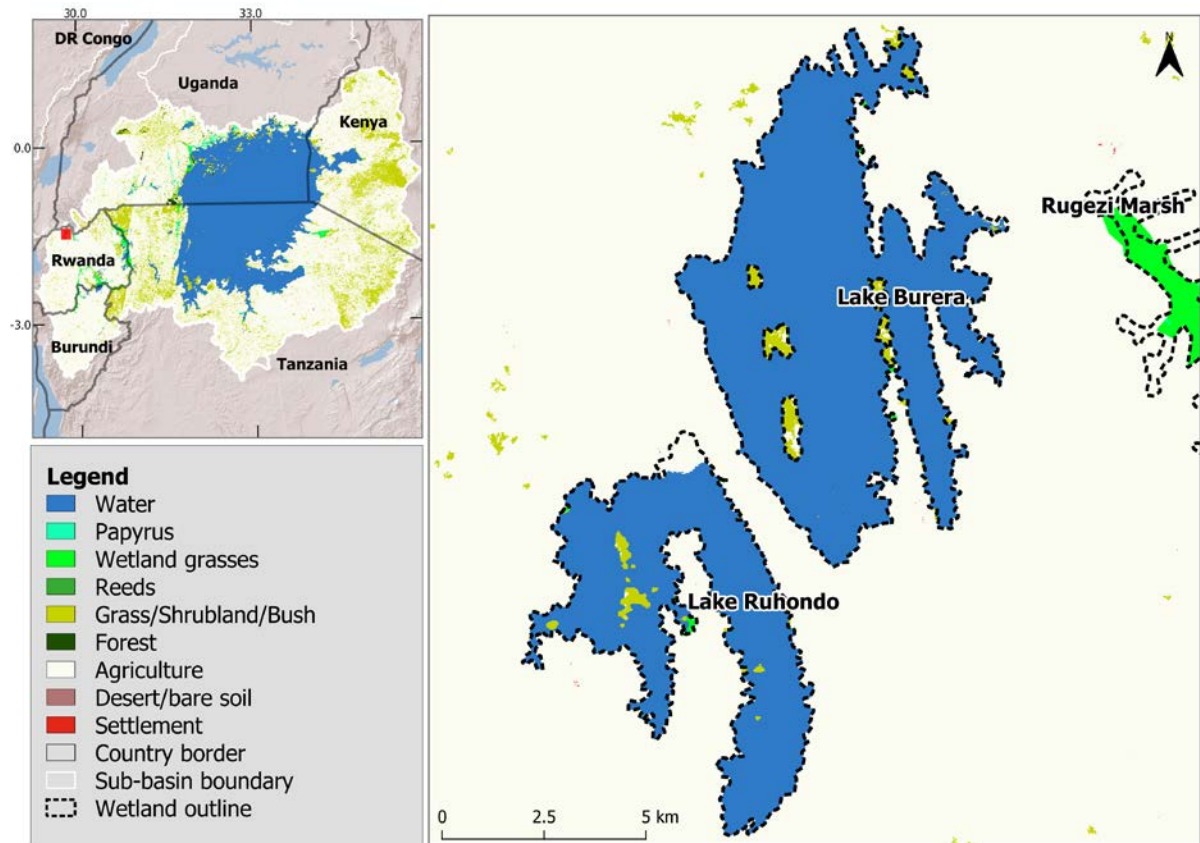 30.0
33.0
DR Congo
Uganda
Kenya
0.0
Rwanda
-3.0
Burundi
Tanzania
Legend
Water
Papyrus
Wetland grasses
Reeds
Grass/Shrubland/Bush
Forest
Agriculture
Desert/bare soil
Settlement
Country border
Sub-basin boundary
Wetland outline
N
Rugezi Marsh
Lake Burera
Lake Ruhondo
0 2.5 5 km